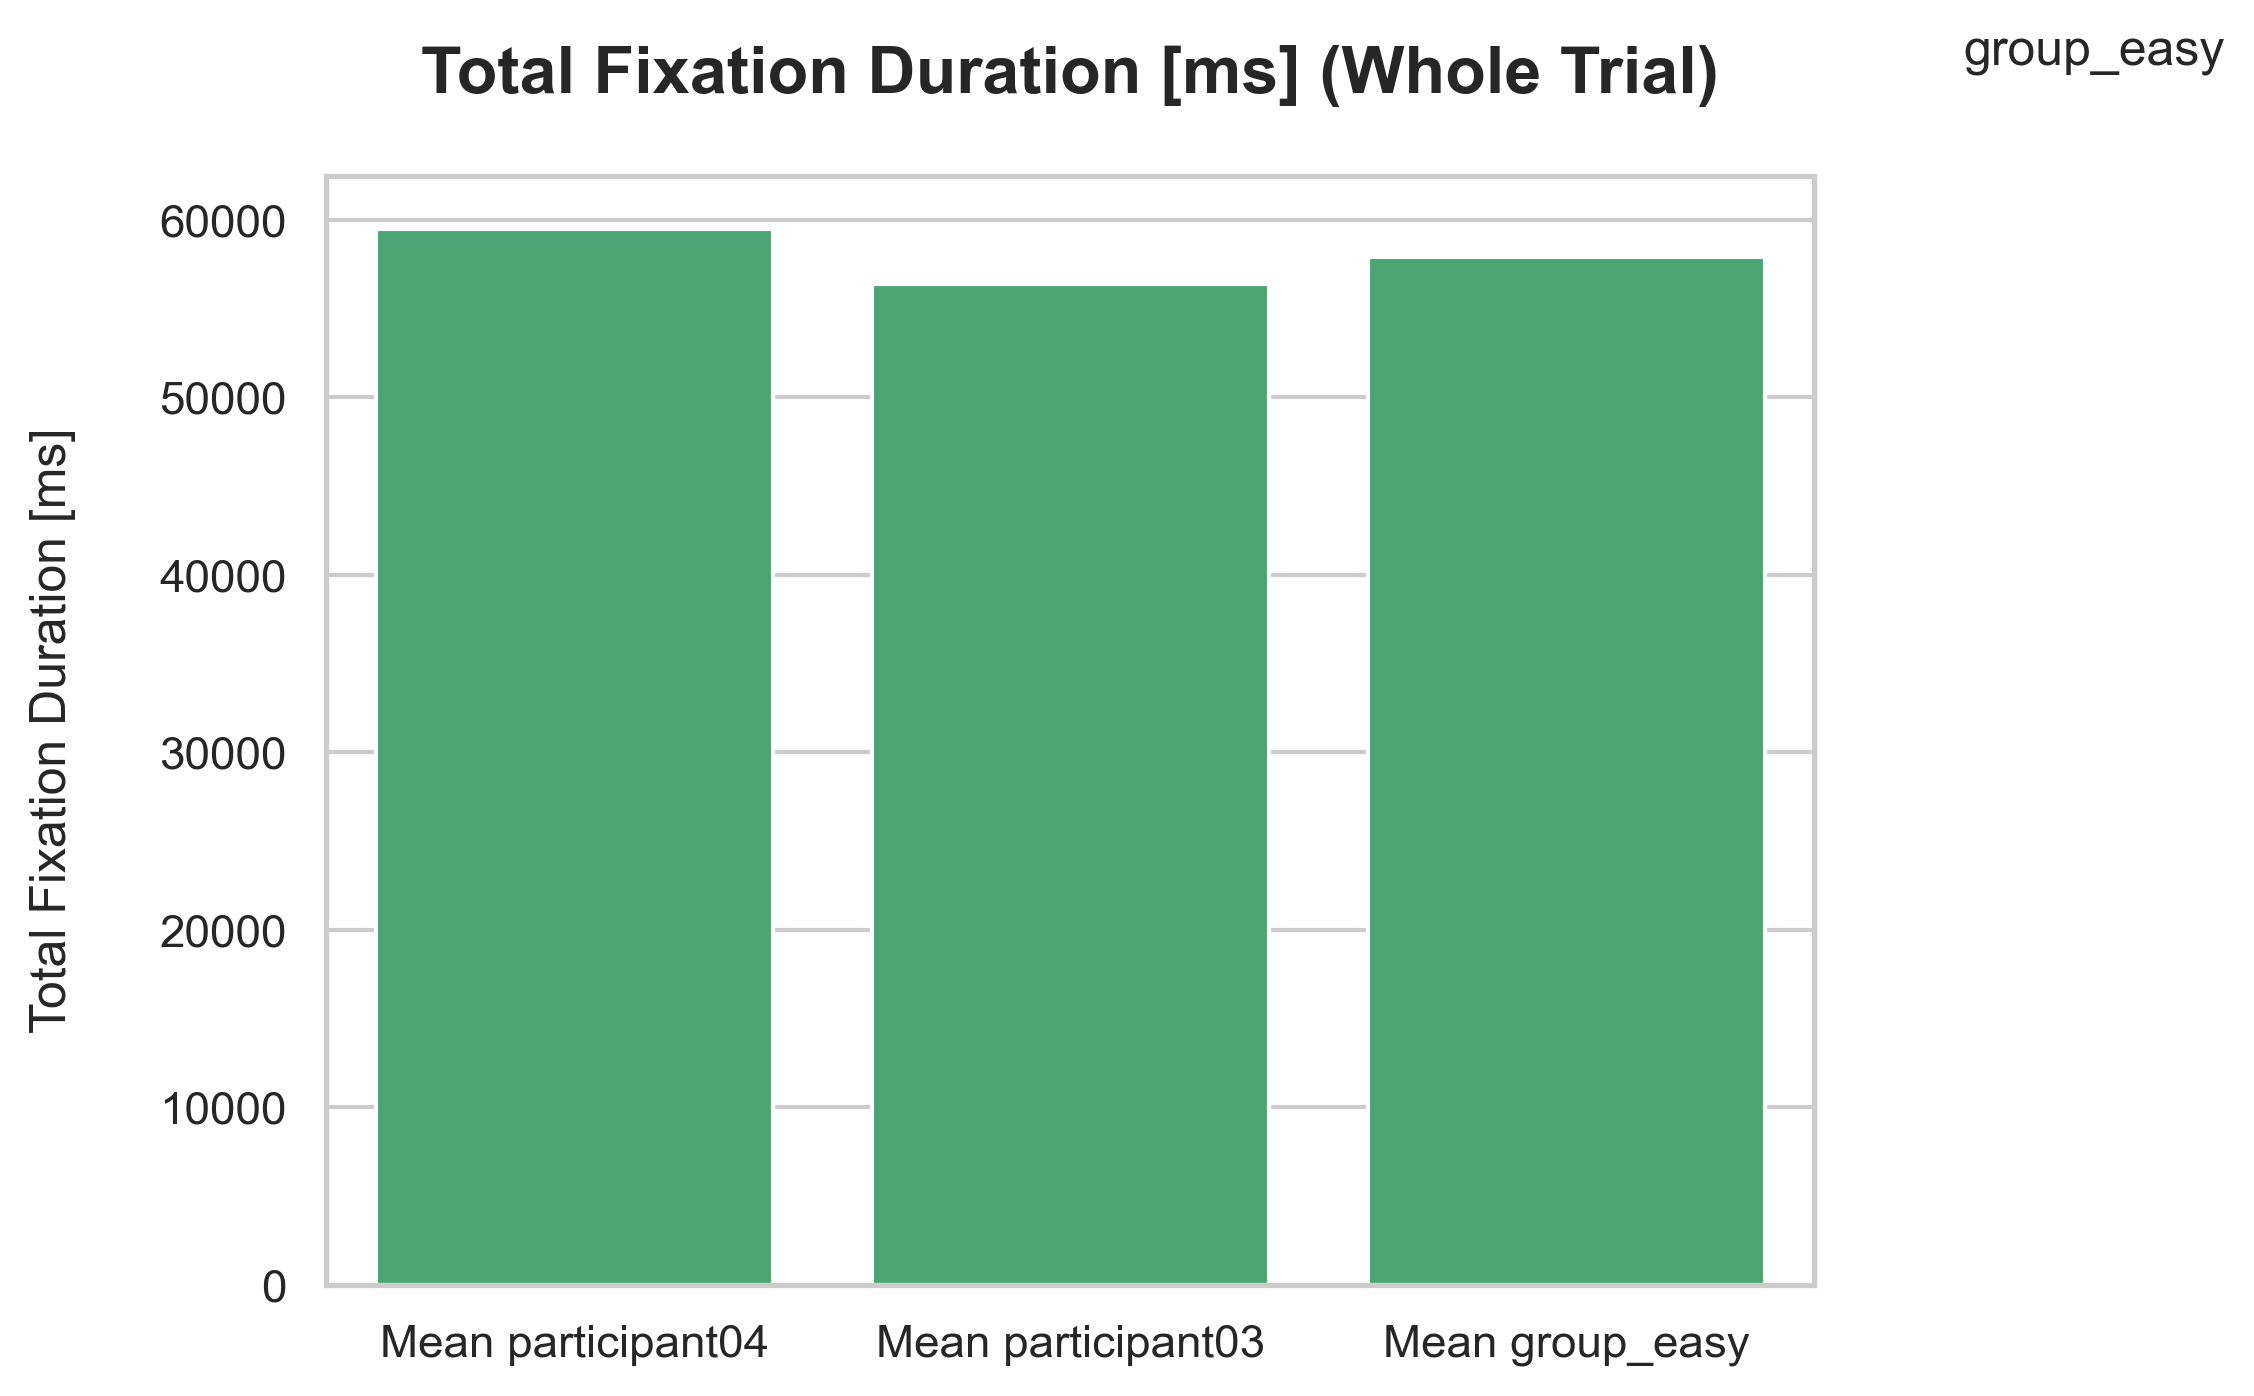 Total Fixation Duration [ms] (Whole Trial)
group_easy
Total Fixation Duration [ms]
60000
50000
40000
30000
20000
10000
0
Mean participant04
Mean participant03
Mean group_easy